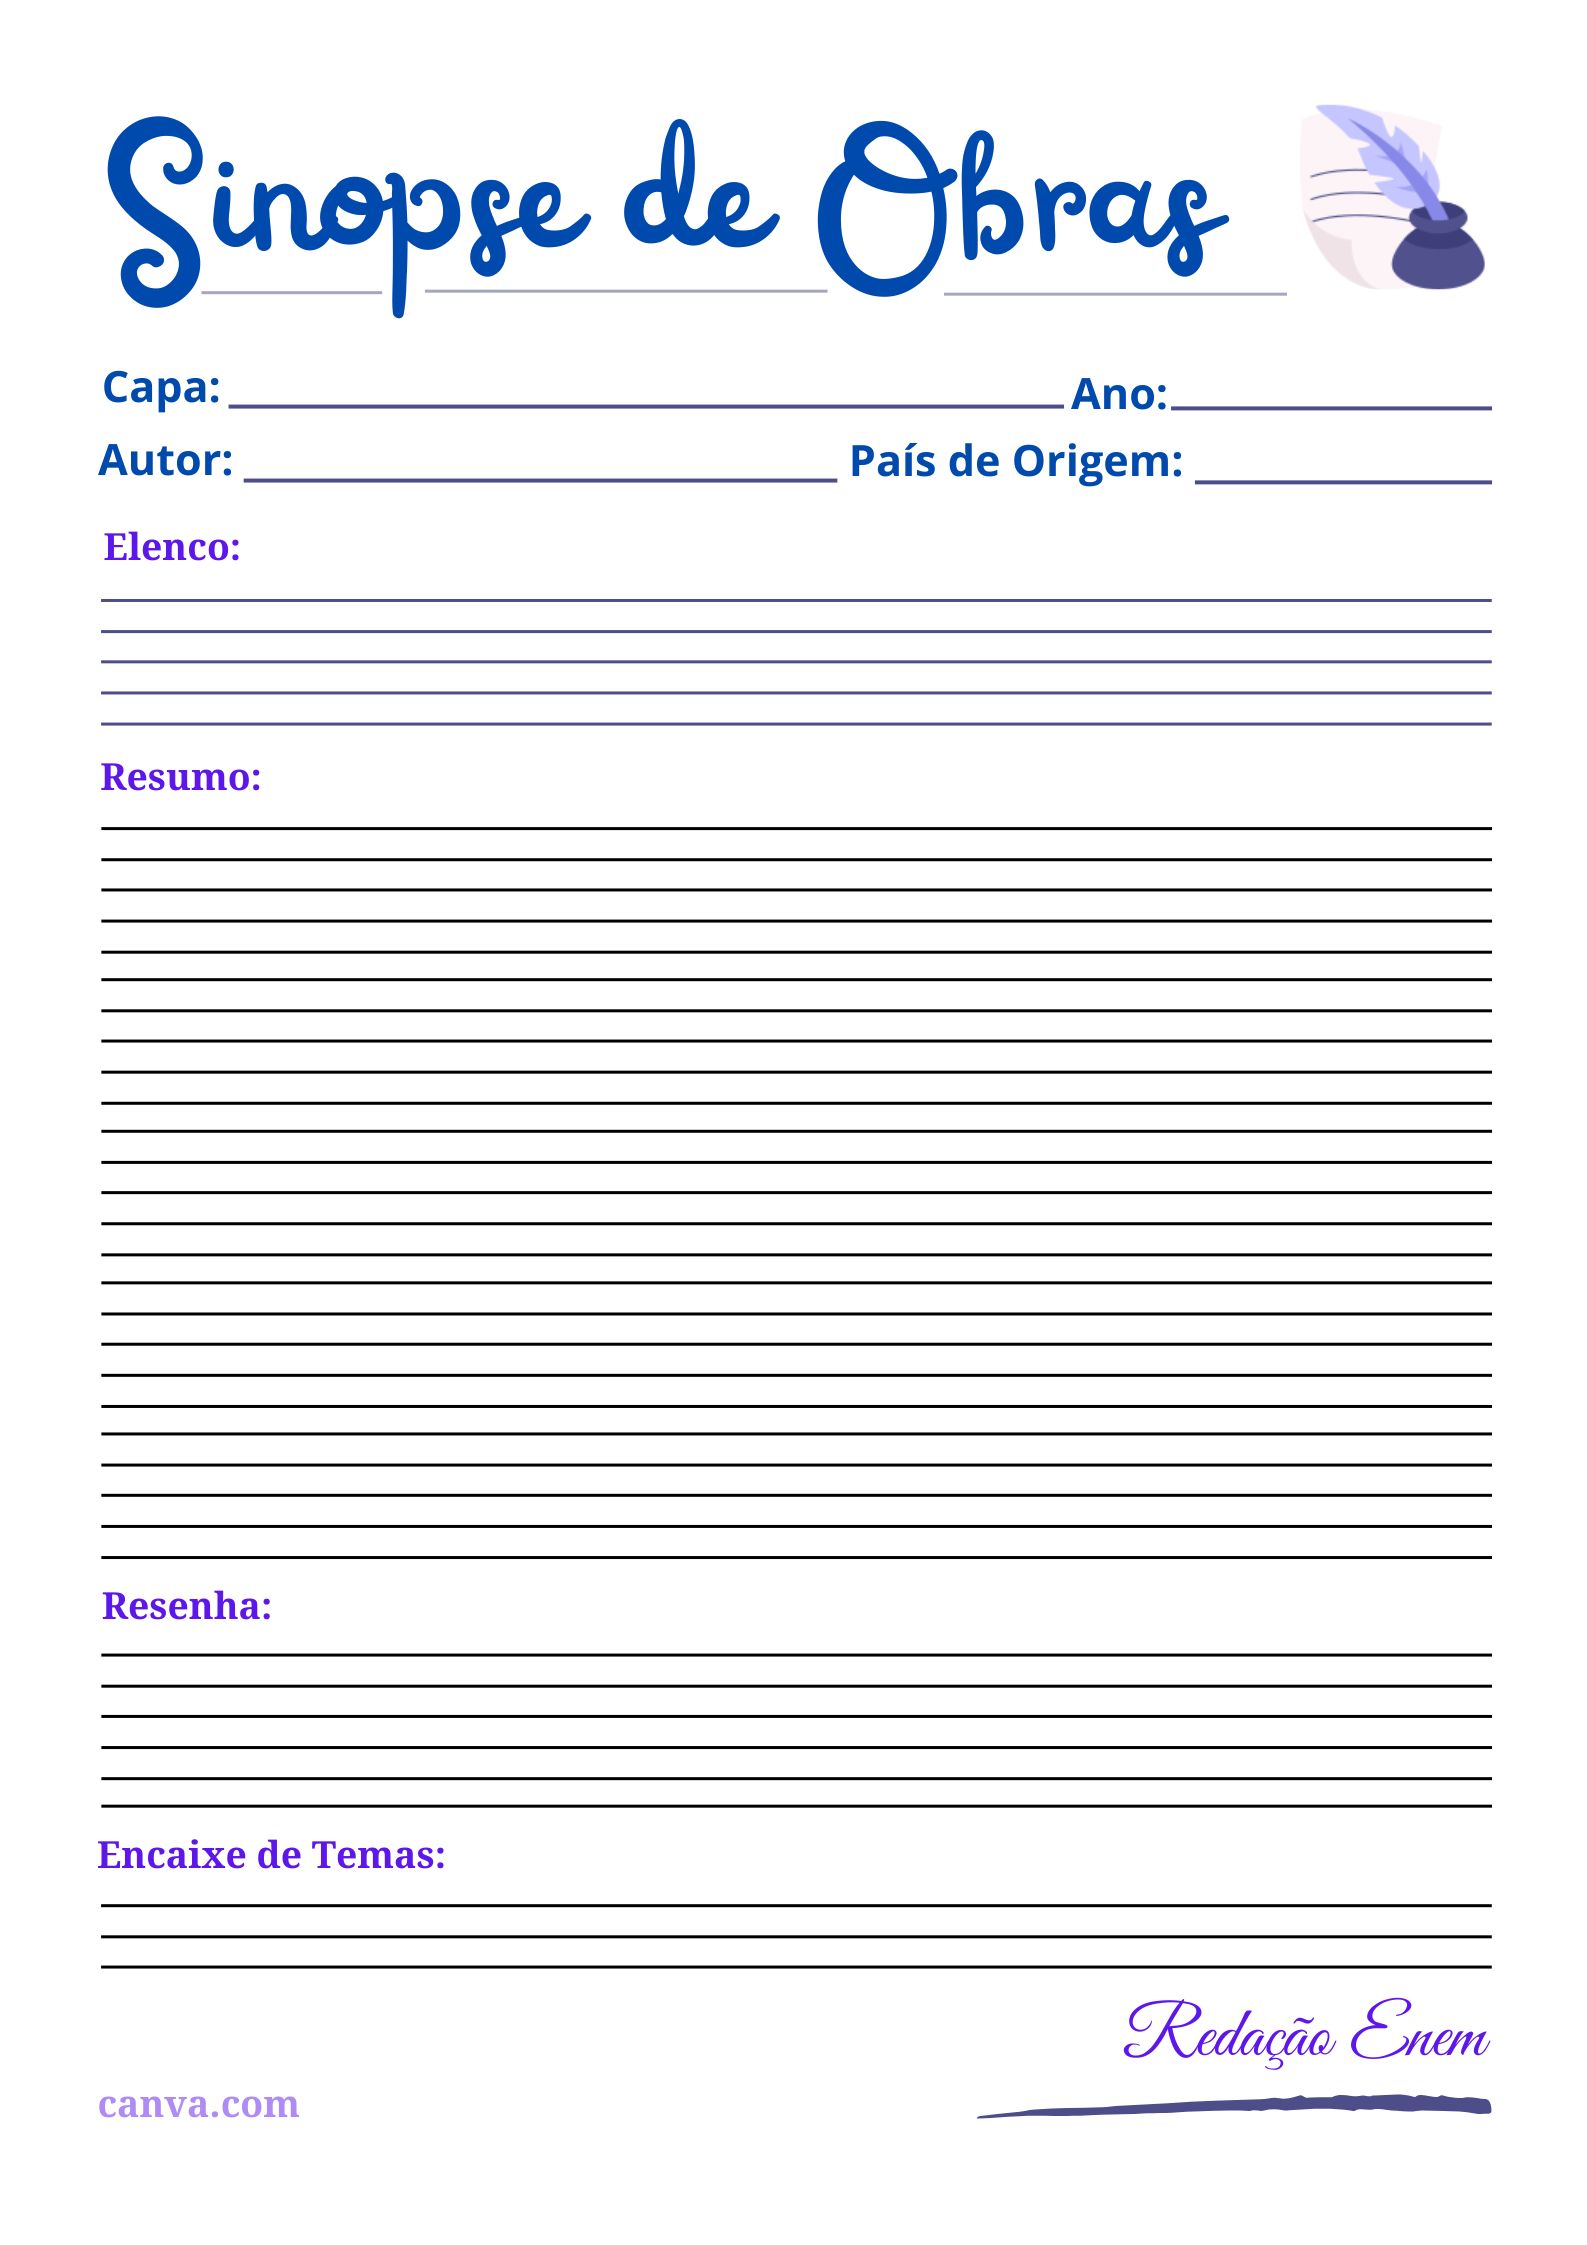 Sinopse de Obras
Capa: Ano:
Autor: País de Origem:
Elenco:
Resumo:
Resenha:
Encaixe de Temas:
Redação Enem
canva.com